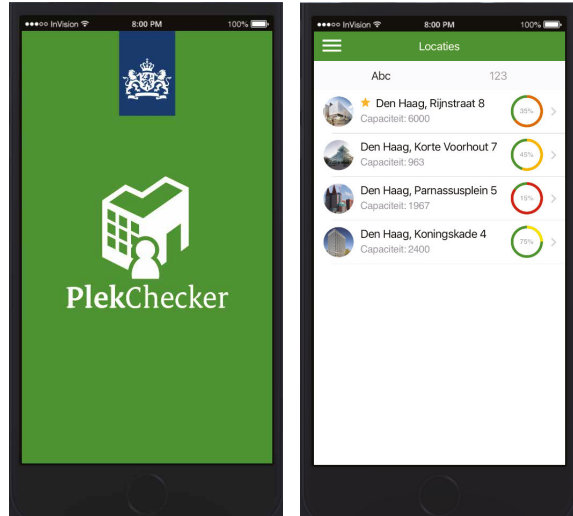 InVision
8:00 PM
100%
PlekChecker
InVision
8:00 PM
100%
Locaties
Abc
123
Den Haag, Rijnstraat 8
Capaciteit: 6000
35%
Den Haag, Korte Voorhout 7
Capaciteit: 963
45%
Den Haag, Parnassusplein 5
Capaciteit: 1967
15%
Den Haag, Koningskade 4
Capaciteit: 2400
75%